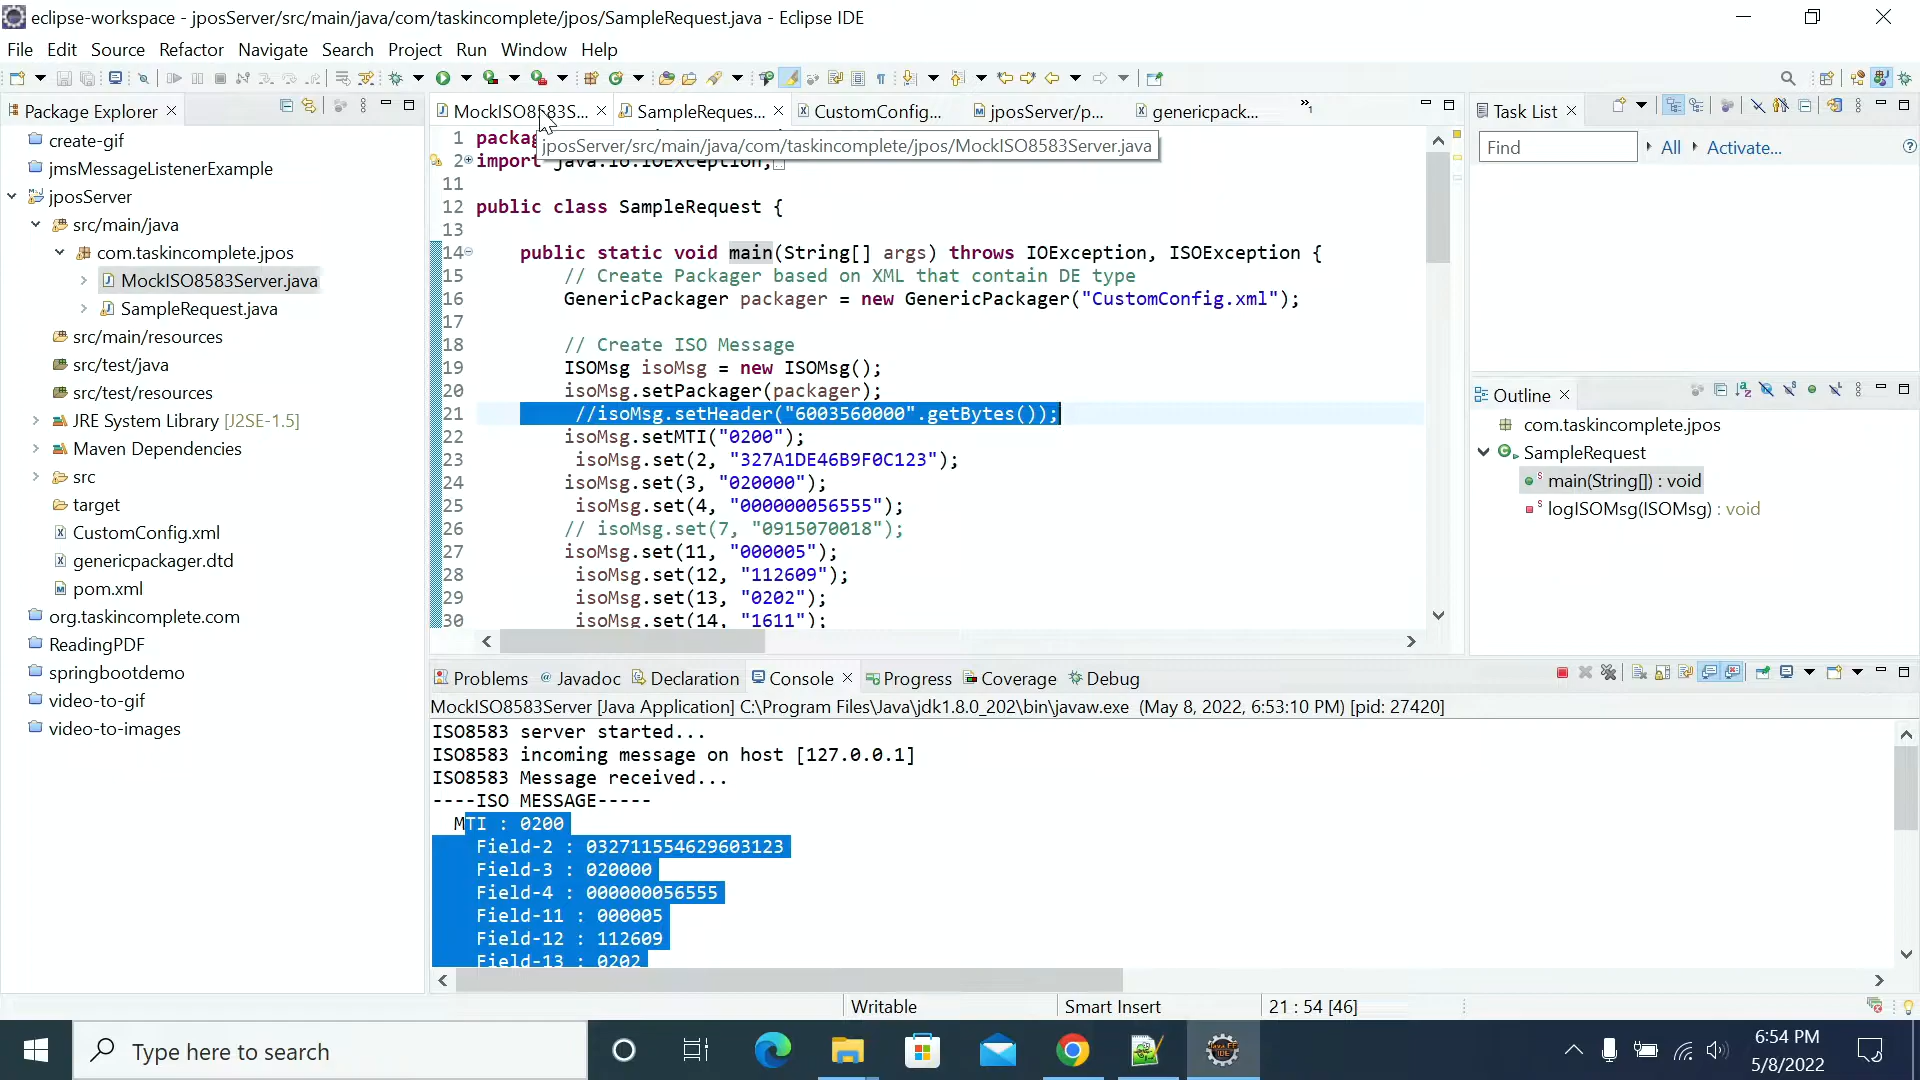 eclipse-workspace - jposServer/src/main/java/com/taskincomplete/jpos/SampleRequest.java - Eclipse IDE
File Edit Source Refactor Navigate Search Project Run Window Help
Package Explorer
create-gif
jmsMessageListenerExample
jposServer
src/main/java
com.taskincomplete.jpos
MockISO8583Server.java
SampleRequest.java
src/main/resources
src/test/java
src/test/resources
JRE System Library [J2SE-1.5]
Maven Dependencies
src
target
CustomConfig.xml
genericpackager.dtd
pom.xml
org.taskincomplete.com
ReadingPDF
springbootdemo
video-to-gif
video-to-images
MockISO8583S... SampleReques... CustomConfig... jposServer/p... genericpack... »1
jposServer/src/main/java/com/taskincomplete/jpos/MockISO8583Server.java
1 packag
2 import java.io.IOException;
11
12 public class SampleRequest {
13
14 public static void main(String[] args) throws IOException, ISOException {
15 // Create Packager based on XML that contain DE type
16 GenericPackager packager = new GenericPackager("CustomConfig.xml");
17
18 // Create ISO Message
19 ISOMsg isoMsg = new ISOMsg();
20 isoMsg.setPackager(packager);
21 //isoMsg.setHeader("6003560000".getBytes());
22 isoMsg.setMTI("0200");
23 isoMsg.set(2, "327A1DE46B9F0C123");
24 isoMsg.set(3, "020000");
25 isoMsg.set(4, "000000056555");
26 // isoMsg.set(7, "0915070018");
27 isoMsg.set(11, "000005");
28 isoMsg.set(12, "112609");
29 isoMsg.set(13, "0202");
30 isoMsg.set(14, "1611");
Task List
Find All Activate...
Outline
com.taskincomplete.jpos
SampleRequest
main(String[]) : void
logISOMsg(ISOMsg) : void
Problems @ Javadoc Declaration Console Progress Coverage Debug
MockISO8583Server [Java Application] C:\Program Files\Java\jdk1.8.0_202\bin\javaw.exe (May 8, 2022, 6:53:10 PM) [pid: 27420]
ISO8583 server started...
ISO8583 incoming message on host [127.0.0.1]
ISO8583 Message received...
----ISO MESSAGE-----
MTI : 0200
Field-2 : 032711554629603123
Field-3 : 020000
Field-4 : 000000056555
Field-11 : 000005
Field-12 : 112609
Field-13 : 0202
Writable Smart Insert 21 : 54 [46]
Type here to search
6:54 PM
5/8/2022